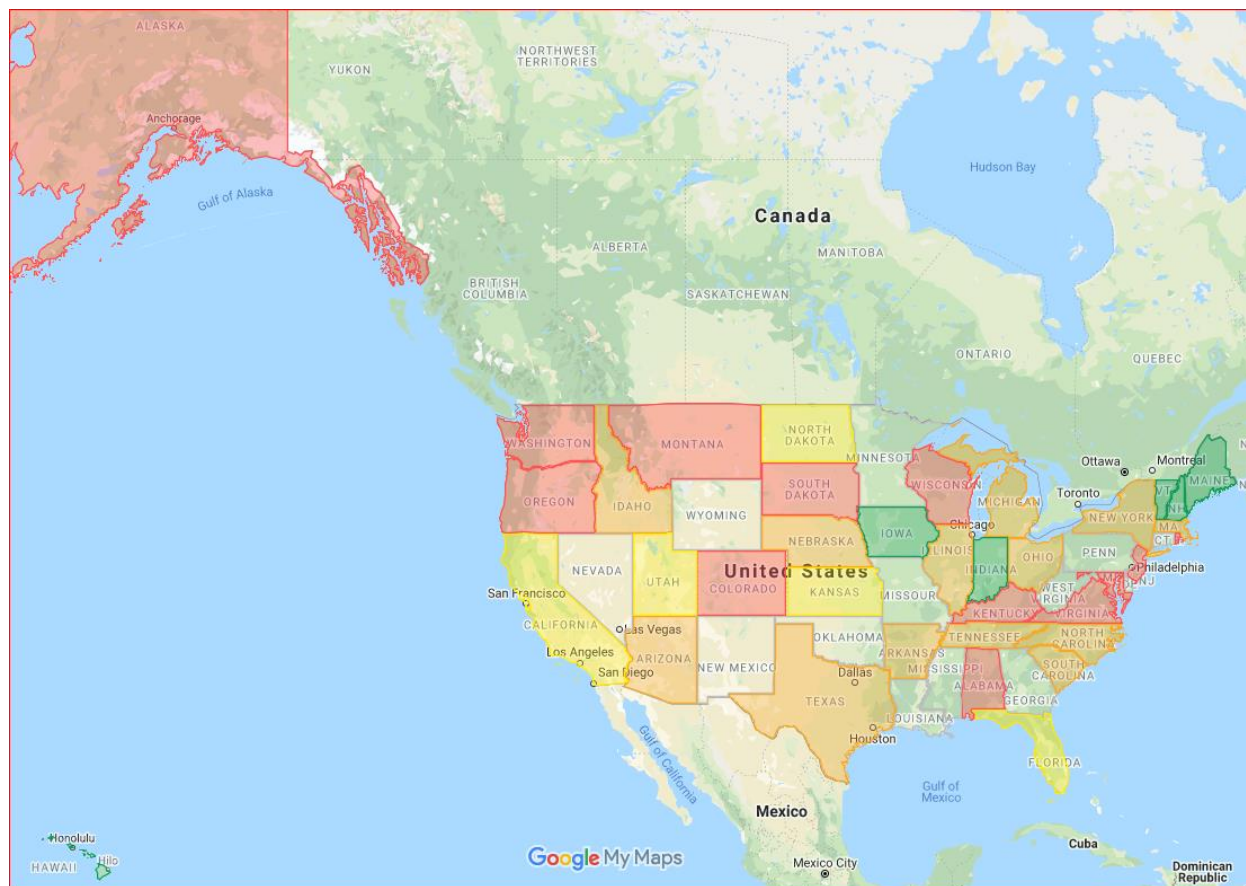 ALASKA
NORTHWEST
TERRITORIES
YUKON
Anchorage
Hudson Bay
Gulf of Alaska
Canada
ALBERTA
MANITOBA
BRITISH
COLUMBIA
SASKATCHEWAN
ONTARIO
QUEBEC
WASHINGTON
MONTANA
NORTH
DAKOTA
MINNESOTA
Ottawa
Montreal
OREGON
IDAHO
SOUTH
DAKOTA
WISCONSIN
MICHIGAN
Toronto
VT
NH
MAINE
WYOMING
Chicago
NEW YORK
MA
CT
IOWA
NEBRASKA
ILLINOIS
INDIANA
OHIO
PENN
Philadelphia
NJ
NEVADA
UTAH
United States
COLORADO
KANSAS
MISSOURI
WEST
VIRGINIA
KENTUCKY
VIRGINIA
San Francisco
CALIFORNIA
Las Vegas
Los Angeles
San Diego
ARIZONA
NEW MEXICO
OKLAHOMA
ARKANSAS
TENNESSEE
NORTH
CAROLINA
SOUTH
CAROLINA
MISSISSIPPI
ALABAMA
GEORGIA
Dallas
TEXAS
LOUISIANA
Houston
FLORIDA
Gulf of California
Gulf of
Mexico
Mexico
Honolulu
Hilo
HAWAII
Google My Maps
Mexico City
Cuba
Dominican
Republic